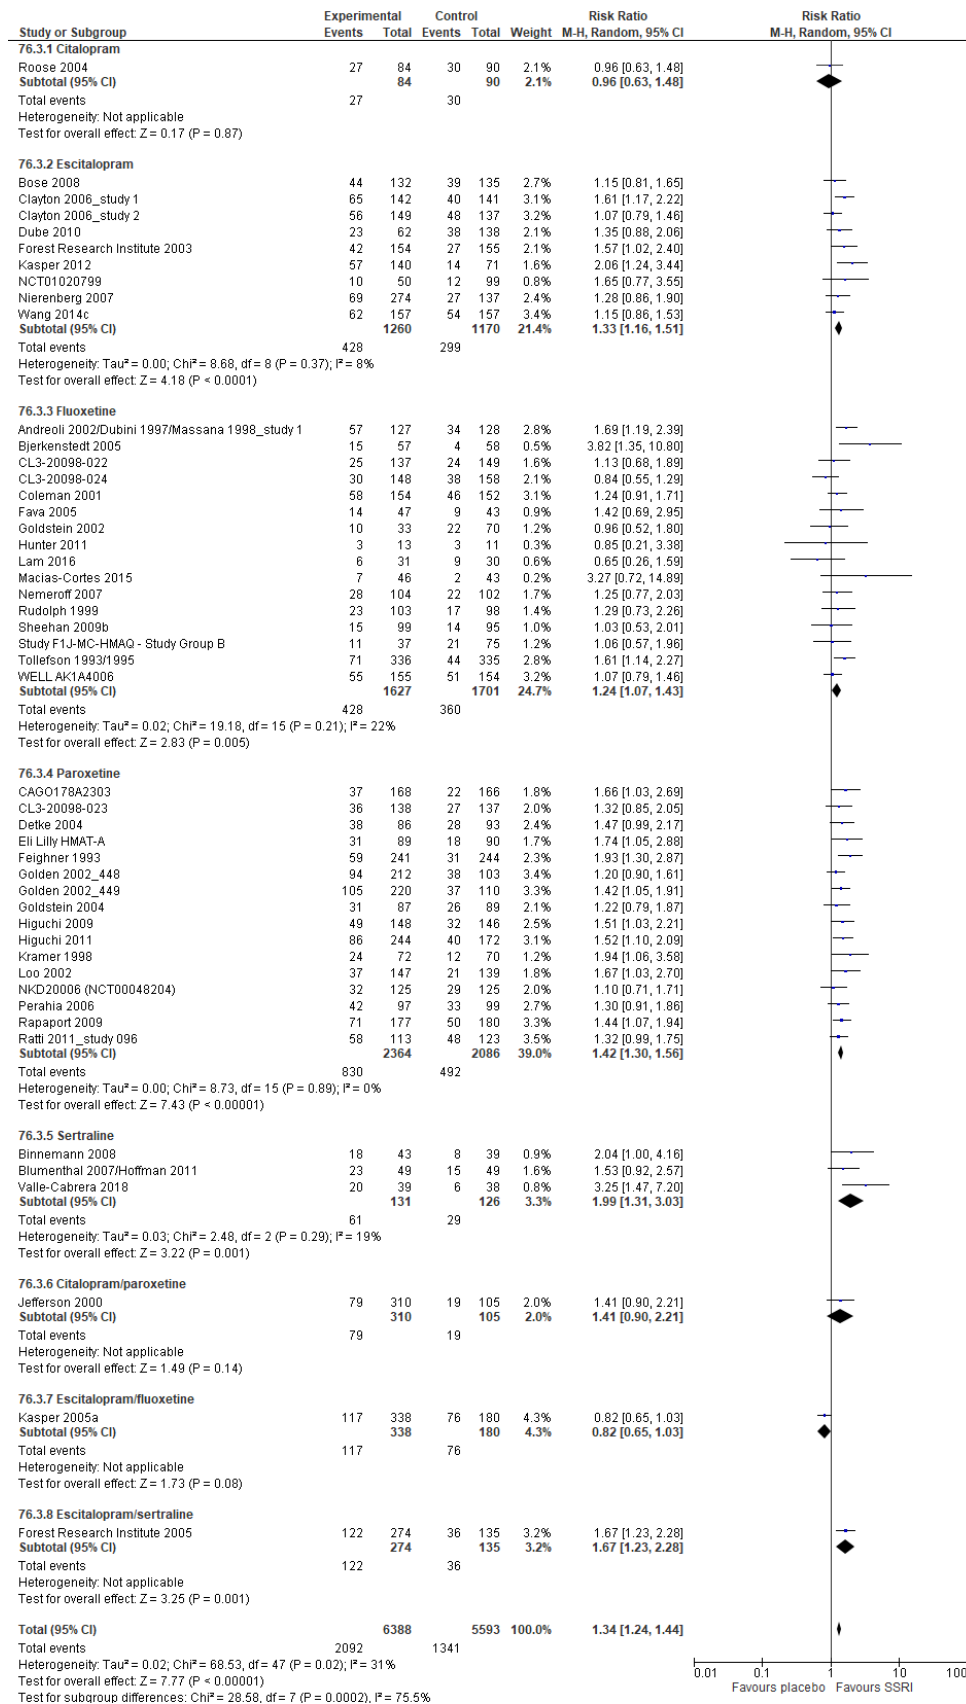 Experimental Control Risk Ratio Risk Ratio
Study or Subgroup Events Total Events Total Weight M-H, Random, 95% CI M-H, Random, 95% CI
76.3.1 Citalopram
Roose 2004 27 84 30 90 2.1% 0.96 [0.63, 1.48]
Subtotal (95% CI) 84 90 2.1% 0.96 [0.63, 1.48]
Total events 27 30
Heterogeneity: Not applicable
Test for overall effect: Z = 0.17 (P = 0.87)
76.3.2 Escitalopram
Bose 2008 44 132 39 135 2.7% 1.15 [0.81, 1.65]
Clayton 2006_study 1 65 142 40 141 3.1% 1.61 [1.17, 2.22]
Clayton 2006_study 2 56 149 48 137 3.2% 1.07 [0.79, 1.46]
Dube 2010 23 62 38 138 2.1% 1.35 [0.88, 2.06]
Forest Research Institute 2003 42 154 27 155 2.1% 1.57 [1.02, 2.40]
Kasper 2012 57 140 14 71 1.6% 2.06 [1.24, 3.44]
NCT01020799 10 50 12 99 0.8% 1.65 [0.77, 3.55]
Nierenberg 2007 69 274 27 137 2.4% 1.28 [0.86, 1.90]
Wang 2014c 62 157 54 157 3.4% 1.15 [0.86, 1.53]
Subtotal (95% CI) 1260 1170 21.4% 1.33 [1.16, 1.51]
Total events 428 299
Heterogeneity: Tau² = 0.00; Chi² = 8.68, df = 8 (P = 0.37); I² = 8%
Test for overall effect: Z = 4.18 (P < 0.0001)
76.3.3 Fluoxetine
Andreoli 2002/Dubini 1997/Massana 1998_study 1 57 127 34 128 2.8% 1.69 [1.19, 2.39]
Bjerkenstedt 2005 15 57 4 58 0.5% 3.82 [1.35, 10.80]
CL3-20098-022 25 137 24 149 1.6% 1.13 [0.68, 1.89]
CL3-20098-024 30 148 38 158 2.1% 0.84 [0.55, 1.29]
Coleman 2001 58 154 46 152 3.1% 1.24 [0.91, 1.71]
Fava 2005 14 47 9 43 0.9% 1.42 [0.69, 2.95]
Goldstein 2002 10 33 22 70 1.2% 0.96 [0.52, 1.80]
Hunter 2011 3 13 3 11 0.3% 0.85 [0.21, 3.38]
Lam 2016 6 31 9 30 0.6% 0.65 [0.26, 1.59]
Macias-Cortes 2015 7 46 2 43 0.2% 3.27 [0.72, 14.89]
Nemeroff 2007 28 104 22 102 1.7% 1.25 [0.77, 2.03]
Rudolph 1999 23 103 17 98 1.4% 1.29 [0.73, 2.26]
Sheehan 2009b 15 99 14 95 1.1% 1.03 [0.53, 2.01]
Study F1J-MC-HMAQ - Study Group B 11 37 21 75 1.2% 1.06 [0.57, 1.96]
Tollefson 1993/1995 71 336 44 335 2.8% 1.61 [1.14, 2.27]
WELL AK1A4006 55 155 51 154 3.2% 1.07 [0.79, 1.46]
Subtotal (95% CI) 1627 1701 24.7% 1.24 [1.07, 1.43]
Total events 428 360
Heterogeneity: Tau² = 0.02; Chi² = 19.18, df = 15 (P = 0.21); I² = 22%
Test for overall effect: Z = 2.83 (P = 0.005)
76.3.4 Paroxetine
CAGO178A2303 37 168 22 166 1.8% 1.66 [1.03, 2.69]
CL3-20098-023 36 138 27 137 2.0% 1.32 [0.85, 2.05]
Detke 2004 38 86 28 93 2.4% 1.47 [0.99, 2.17]
Eli Lilly HMAT-A 31 89 18 90 1.7% 1.74 [1.05, 2.88]
Feighner 1993 59 241 31 244 2.3% 1.93 [1.30, 2.87]
Golden 2002_448 94 212 38 103 3.4% 1.20 [0.90, 1.61]
Golden 2002_449 105 220 37 110 3.3% 1.42 [1.05, 1.91]
Goldstein 2004 31 87 26 89 2.1% 1.22 [0.79, 1.87]
Higuchi 2009 49 148 32 146 2.5% 1.51 [1.03, 2.21]
Higuchi 2011 86 244 40 172 3.1% 1.52 [1.10, 2.09]
Kramer 1998 24 72 12 70 1.2% 1.94 [1.06, 3.58]
Loo 2002 37 147 21 139 1.8% 1.67 [1.03, 2.70]
NKD20006 (NCT00048204) 32 125 29 125 2.0% 1.10 [0.71, 1.71]
Perahia 2006 42 97 33 99 2.7% 1.30 [0.91, 1.86]
Rapaport 2009 71 177 50 180 3.3% 1.44 [1.07, 1.94]
Ratti 2011_study 096 58 113 48 123 3.5% 1.32 [0.99, 1.75]
Subtotal (95% CI) 2364 2086 39.0% 1.42 [1.30, 1.56]
Total events 830 492
Heterogeneity: Tau² = 0.00; Chi² = 8.73, df = 15 (P = 0.89); I² = 0%
Test for overall effect: Z = 7.43 (P < 0.00001)
76.3.5 Sertraline
Binnemann 2008 18 43 8 39 0.9% 2.04 [1.00, 4.16]
Blumenthal 2007/Hoffman 2011 23 49 15 49 1.6% 1.53 [0.92, 2.57]
Valle-Cabrera 2018 20 39 6 38 0.8% 3.25 [1.47, 7.20]
Subtotal (95% CI) 131 126 3.3% 1.99 [1.31, 3.03]
Total events 61 29
Heterogeneity: Tau² = 0.03; Chi² = 2.48, df = 2 (P = 0.29); I² = 19%
Test for overall effect: Z = 3.22 (P = 0.001)
76.3.6 Citalopram/paroxetine
Jefferson 2000 79 310 19 105 2.0% 1.41 [0.90, 2.21]
Subtotal (95% CI) 310 105 2.0% 1.41 [0.90, 2.21]
Total events 79 19
Heterogeneity: Not applicable
Test for overall effect: Z = 1.49 (P = 0.14)
76.3.7 Escitalopram/fluoxetine
Kasper 2005a 117 338 76 180 4.3% 0.82 [0.65, 1.03]
Subtotal (95% CI) 338 180 4.3% 0.82 [0.65, 1.03]
Total events 117 76
Heterogeneity: Not applicable
Test for overall effect: Z = 1.73 (P = 0.08)
76.3.8 Escitalopram/sertraline
Forest Research Institute 2005 122 274 36 135 3.2% 1.67 [1.23, 2.28]
Subtotal (95% CI) 274 135 3.2% 1.67 [1.23, 2.28]
Total events 122 36
Heterogeneity: Not applicable
Test for overall effect: Z = 3.25 (P = 0.001)
Total (95% CI) 6388 5593 100.0% 1.34 [1.24, 1.44]
Total events 2092 1341
Heterogeneity: Tau² = 0.02; Chi² = 68.53, df = 47 (P = 0.02); I² = 31%
Test for overall effect: Z = 7.77 (P < 0.00001)
Test for subgroup differences: Chi² = 28.58, df = 7 (P = 0.0002), I² = 75.5%
0.01 0.1 1 10 100
Favours placebo Favours SSRI